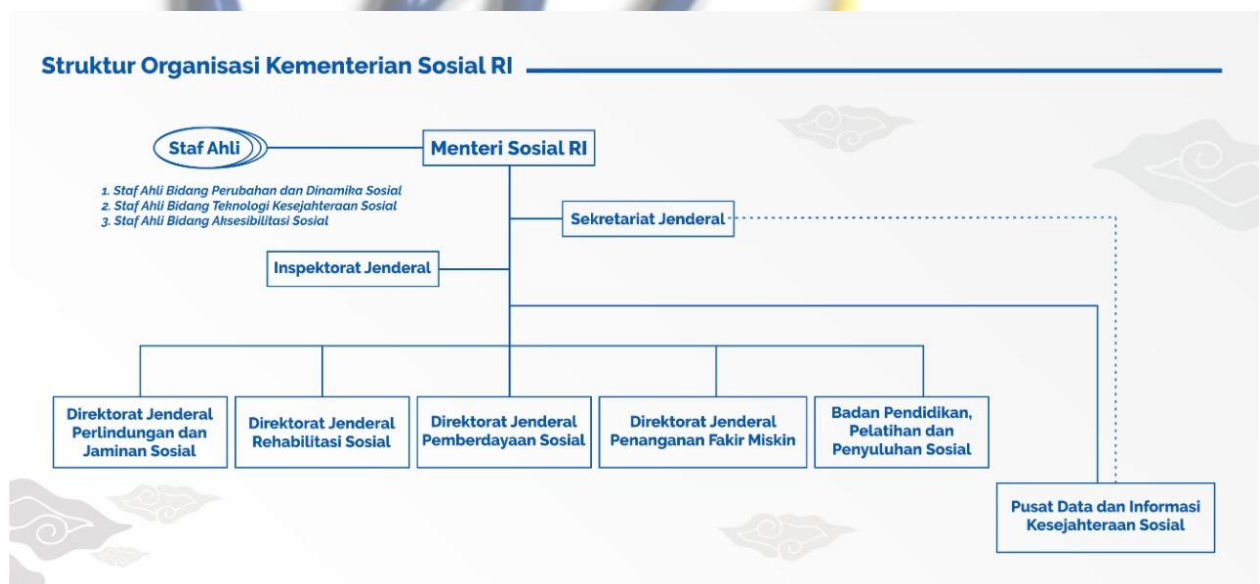 Struktur Organisasi Kementerian Sosial RI
Staf Ahli
Menteri Sosial RI
1. Staf Ahli Bidang Perubahan dan Dinamika Sosial
2. Staf Ahli Bidang Teknologi Kesejahteraan Sosial
3. Staf Ahli Bidang Aksesibilitas Sosial
Sekretariat Jenderal
Inspektorat Jenderal
Direktorat Jenderal
Perlindungan dan
Jaminan Sosial
Direktorat Jenderal
Rehabilitasi Sosial
Direktorat Jenderal
Pemberdayaan Sosial
Direktorat Jenderal
Penanganan Fakir Miskin
Badan Pendidikan,
Pelatihan dan
Penyuluhan Sosial
Pusat Data dan Informasi
Kesejahteraan Sosial